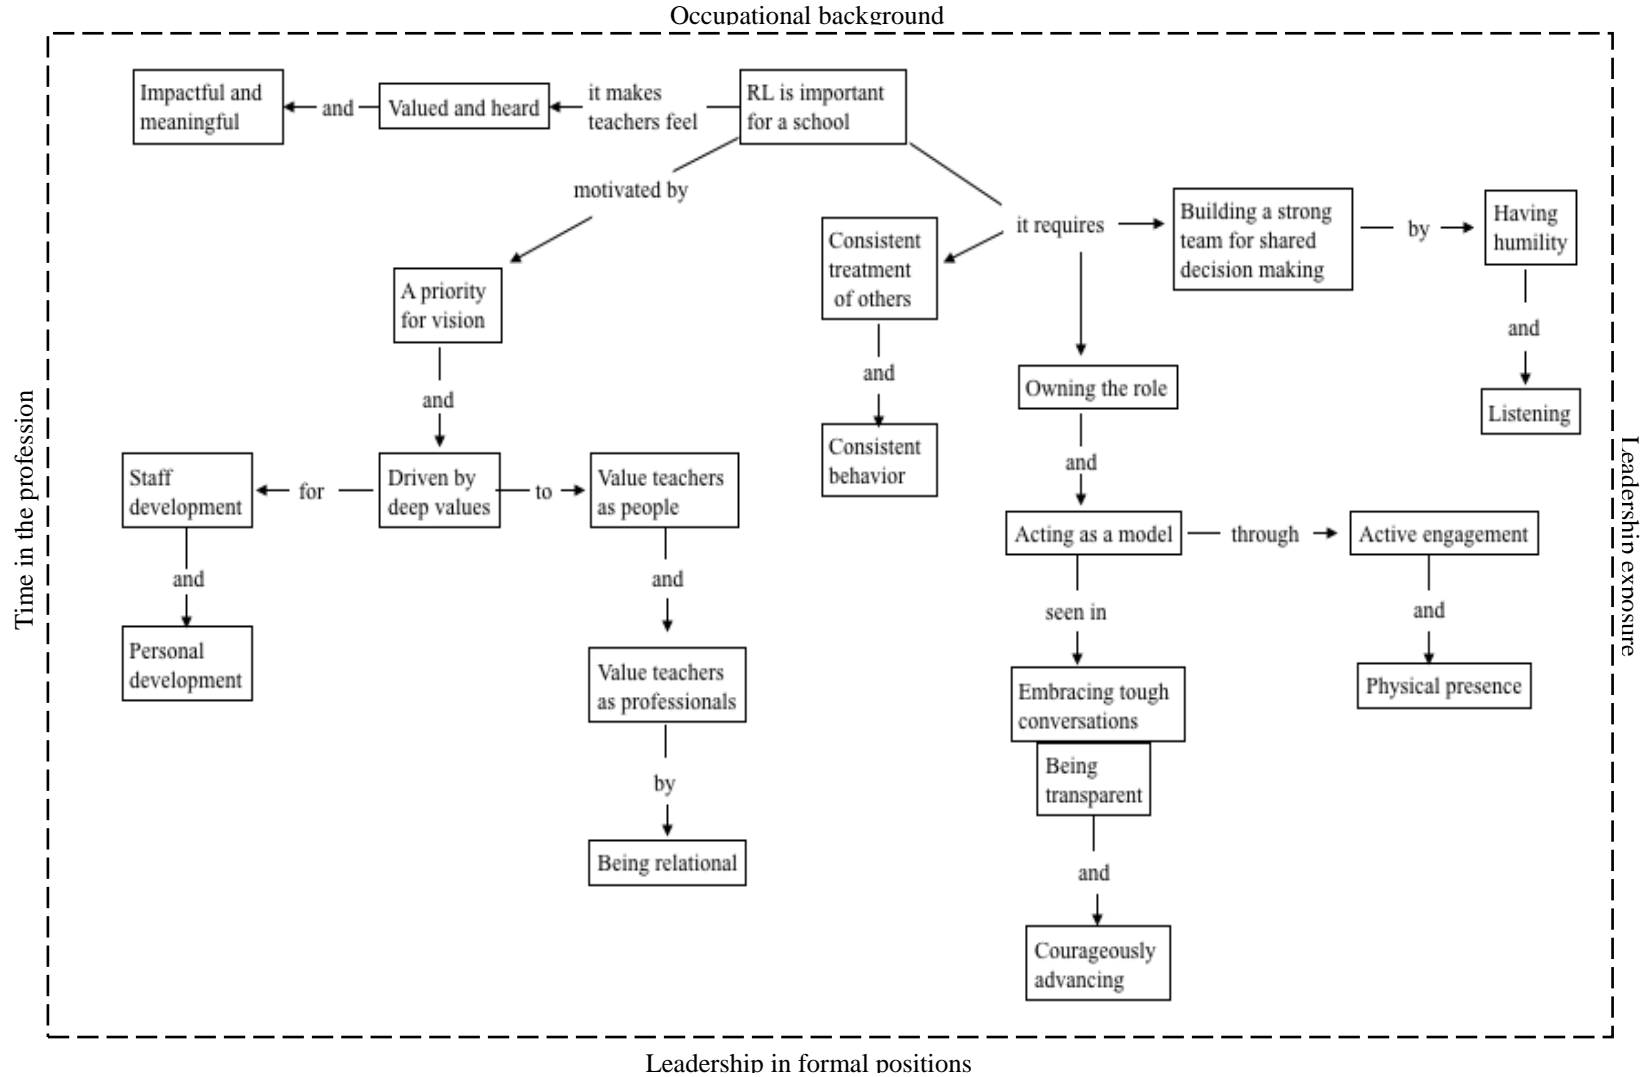 Occupational background
Impactful and
meaningful
and
Valued and heard
it makes
teachers feel
RL is important
for a school
motivated by
A priority
for vision
and
Driven by
deep values
for
Staff
development
and
Personal
development
to
Value teachers
as people
and
Value teachers
as professionals
by
Being relational
it requires
Consistent
treatment
of others
and
Consistent
behavior
Owning the role
and
Acting as a model
seen in
Embracing tough
conversations
Being
transparent
and
Courageously
advancing
through
Active engagement
and
Physical presence
Building a strong
team for shared
decision making
by
Having
humility
and
Listening
Time in the profession
Leadership exposure
Leadership in formal positions